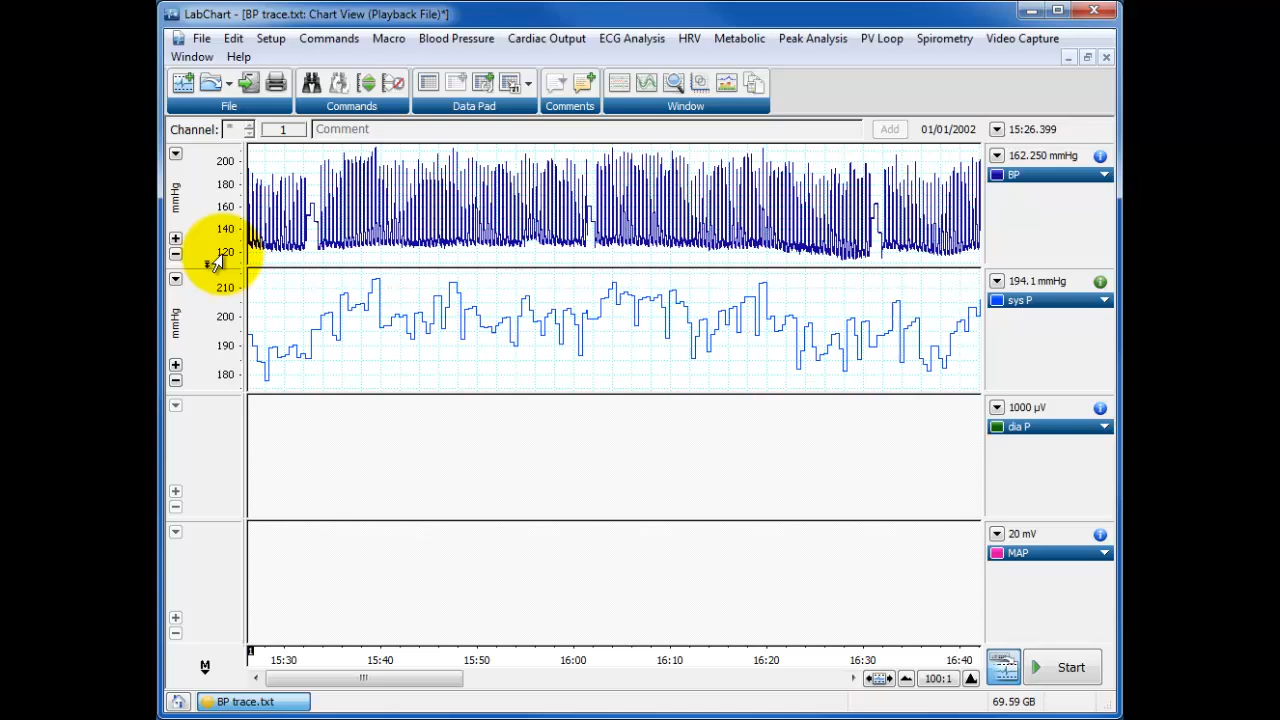 LabChart - [BP trace.txt: Chart View (Playback File)*]
File Edit Setup Commands Macro Blood Pressure Cardiac Output ECG Analysis HRV Metabolic Peak Analysis PV Loop Spirometry Video Capture
Window Help
File Commands Data Pad Comments Window
Channel: * 1 Comment Add 01/01/2002 15:26.399
200
180
160
140
120
mmHg
162.250 mmHg
BP
210
200
190
180
mmHg
194.1 mmHg
sys P
1000 µV
dia P
20 mV
MAP
M
1
15:30 15:40 15:50 16:00 16:10 16:20 16:30 16:40
100:1
Start
BP trace.txt
69.59 GB